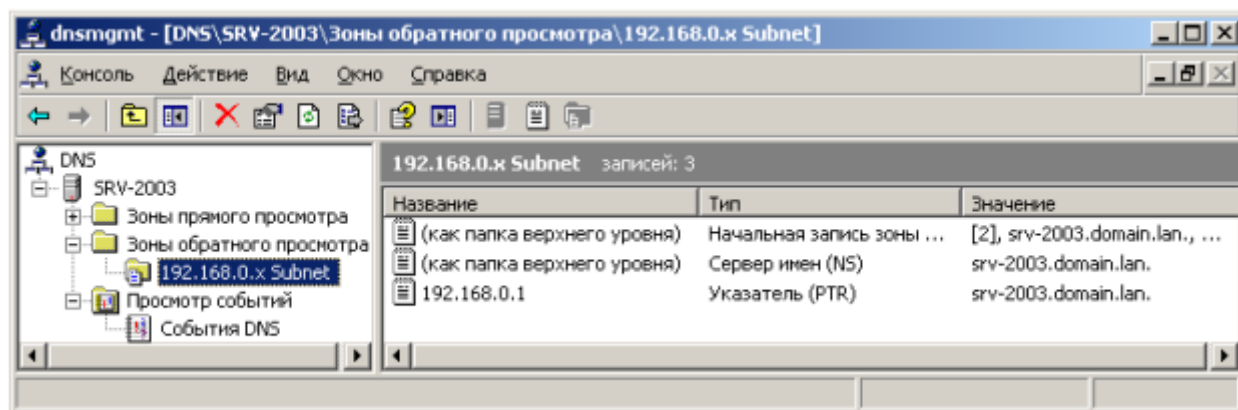 dnsmgmt - [DNS\SRV-2003\Зоны обратного просмотра\192.168.0.x Subnet]
Консоль Действие Вид Окно Справка
DNS
SRV-2003
Зоны прямого просмотра
Зоны обратного просмотра
192.168.0.x Subnet
Просмотр событий
События DNS
192.168.0.x Subnet записей: 3
Название Тип Значение
(как папка верхнего уровня) Начальная запись зоны ... [2], srv-2003.domain.lan., ...
(как папка верхнего уровня) Сервер имен (NS) srv-2003.domain.lan.
192.168.0.1 Указатель (PTR) srv-2003.domain.lan.